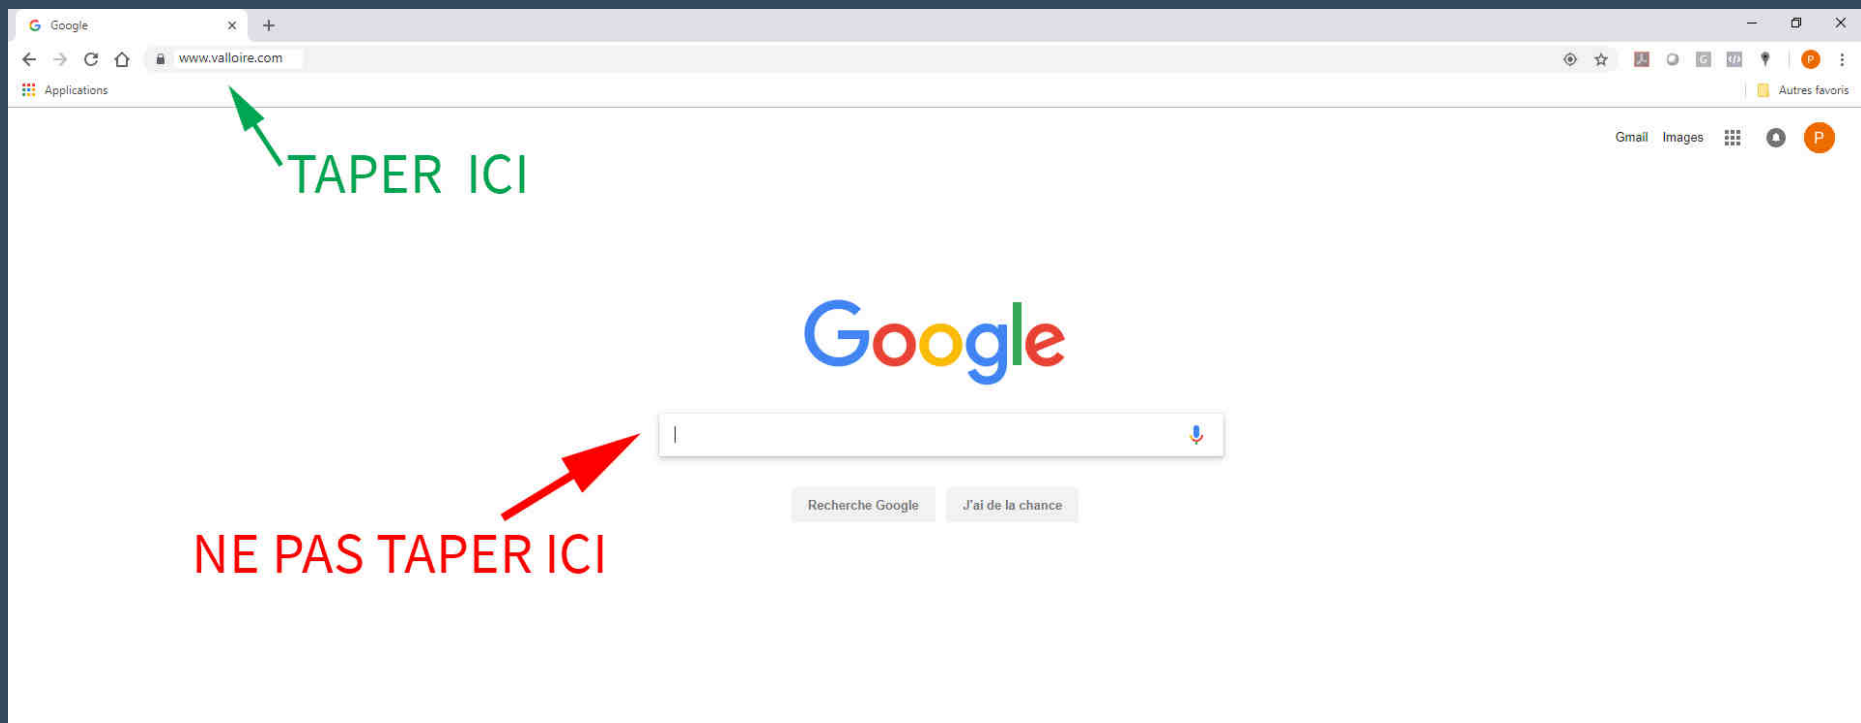 Google
www.valloire.com
Applications
Autres favoris
Gmail Images P
TAPER ICI
Google
NE PAS TAPER ICI
Recherche Google J'ai de la chance